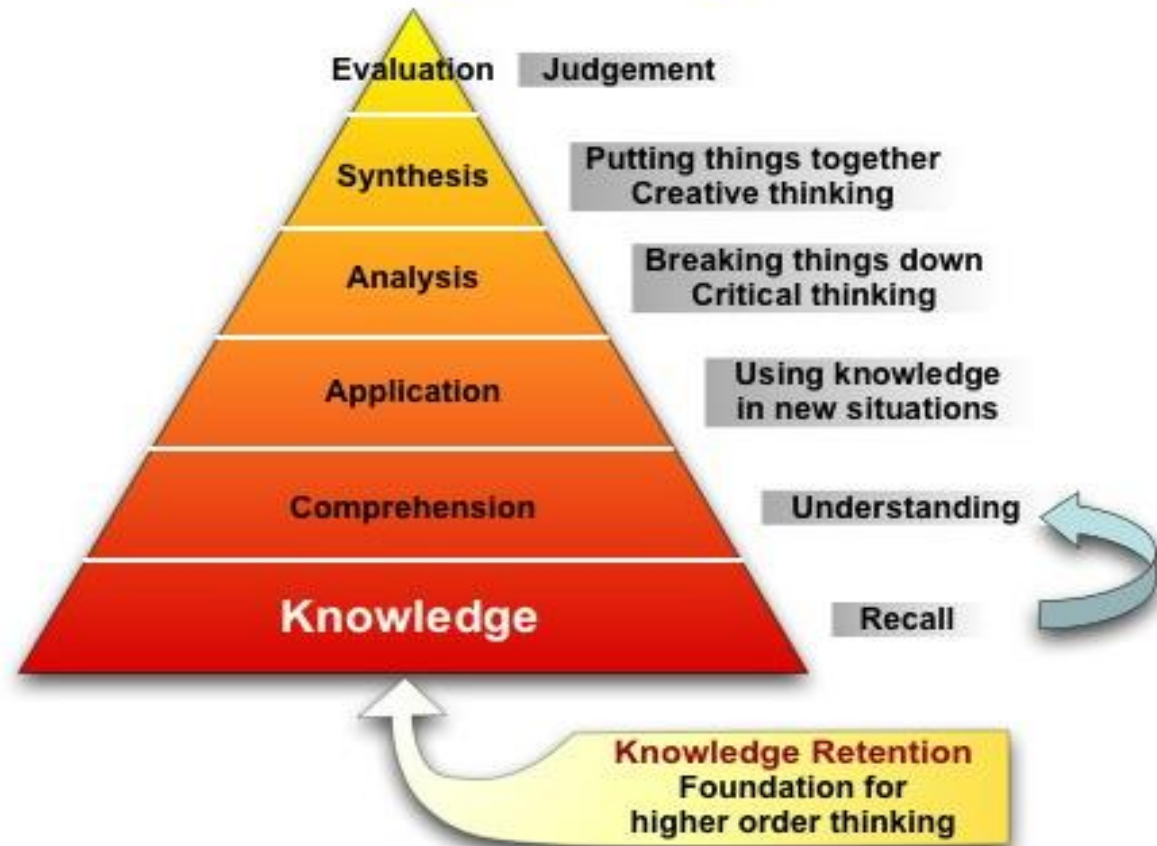 Evaluation
Judgement
Synthesis
Putting things together
Creative thinking
Analysis
Breaking things down
Critical thinking
Application
Using knowledge
in new situations
Comprehension
Understanding
Knowledge
Recall
Knowledge Retention
Foundation for
higher order thinking